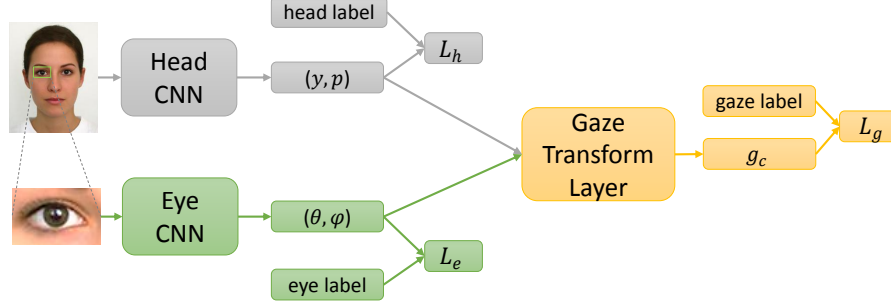 head label
Head
CNN
(y, p)
L_h
Gaze
Transform
Layer
gaze label
g_c
L_g
Eye
CNN
(θ, φ)
L_e
eye label